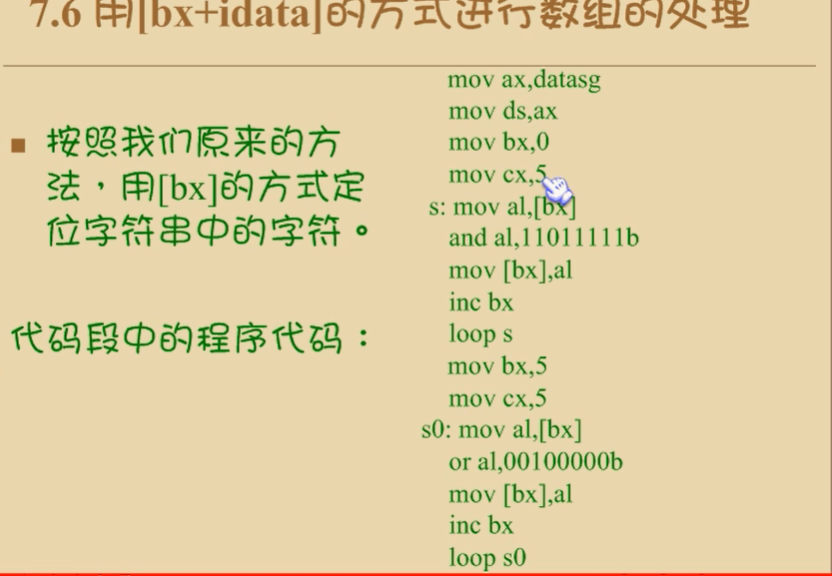 7.6 用[bx+idata]的方式进行数组的处理
■ 按照我们原来的方
法，用[bx]的方式定
位字符串中的字符。
代码段中的程序代码：
mov ax,datasg
mov ds,ax
mov bx,0
mov cx,5
s: mov al,[bx]
and al,11011111b
mov [bx],al
inc bx
loop s
mov bx,5
mov cx,5
s0: mov al,[bx]
or al,00100000b
mov [bx],al
inc bx
loop s0